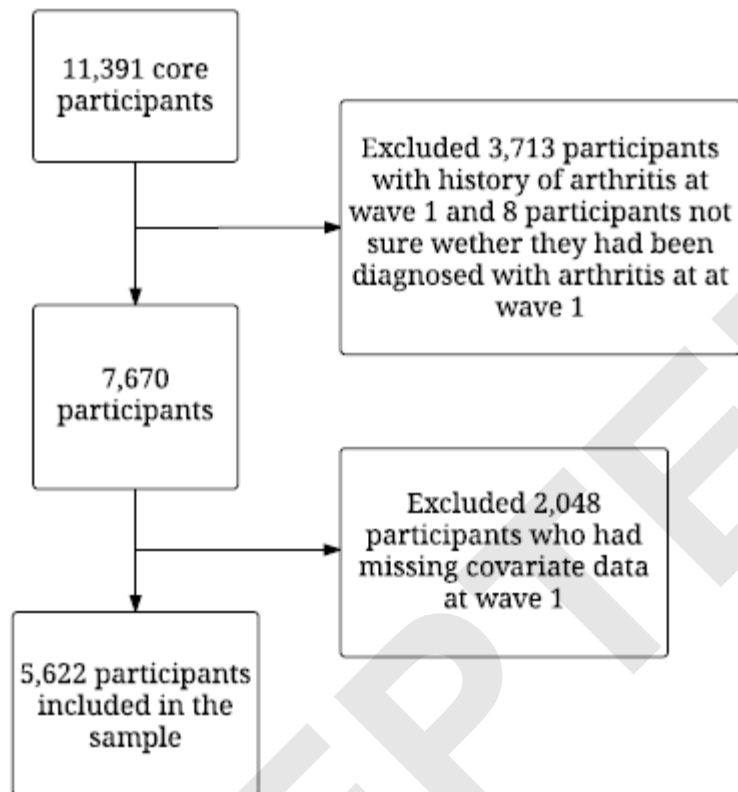 11,391 core
participants
Excluded 3,713 participants
with history of arthritis at
wave 1 and 8 participants not
sure wether they had been
diagnosed with arthritis at at
wave 1
7,670
participants
Excluded 2,048
participants who had
missing covariate data
at wave 1
5,622 participants
included in the
sample